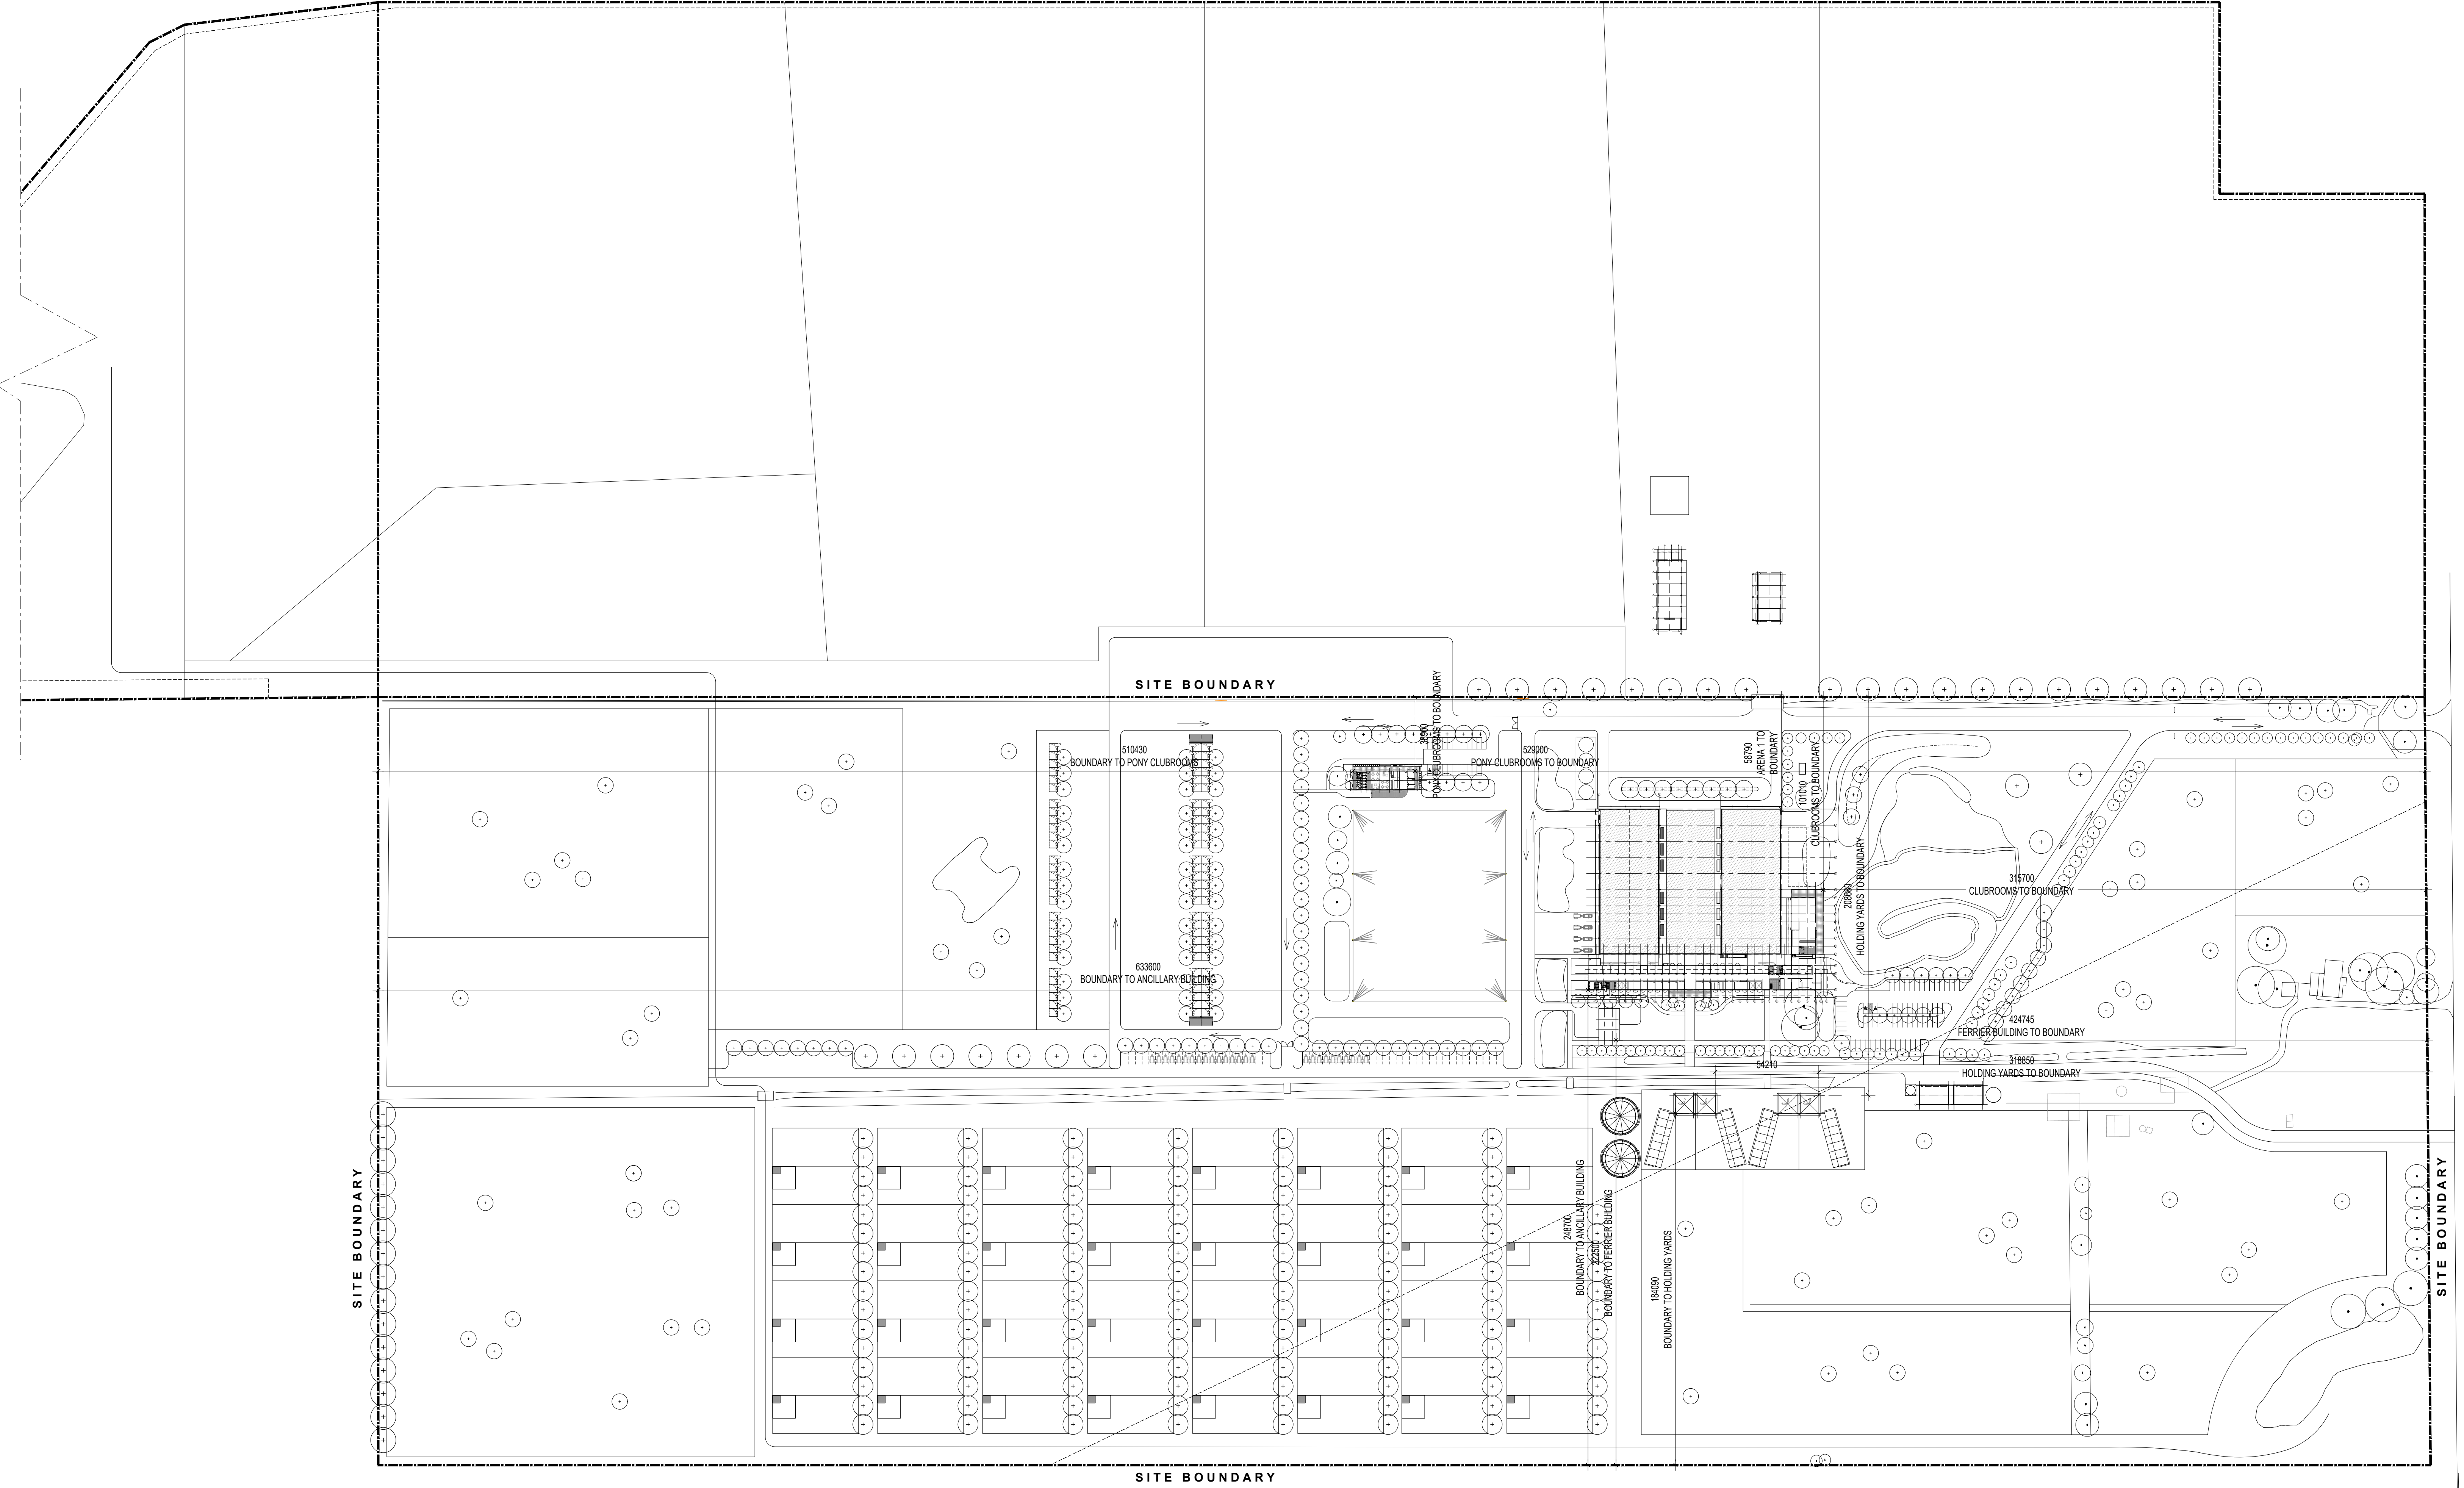 SITE BOUNDARY
38900
PONY CLUBROOMS TO BOUNDARY
510430
BOUNDARY TO PONY CLUBROOMS
529000
PONY CLUBROOMS TO BOUNDARY
58790
ARENA 1 TO
BOUNDARY
101010
CLUBROOMS TO BOUNDARY
208680
HOLDING YARDS TO BOUNDARY
315700
CLUBROOMS TO BOUNDARY
633600
BOUNDARY TO ANCILLARY BUILDING
424745
FERRIER BUILDING TO BOUNDARY
318850
HOLDING YARDS TO BOUNDARY
54210
248700
BOUNDARY TO ANCILLARY BUILDING
BOUNDARY TO FERRIER BUILDING
184090
BOUNDARY TO HOLDING YARDS
SITE BOUNDARY
SITE BOUNDARY
SITE BOUNDARY